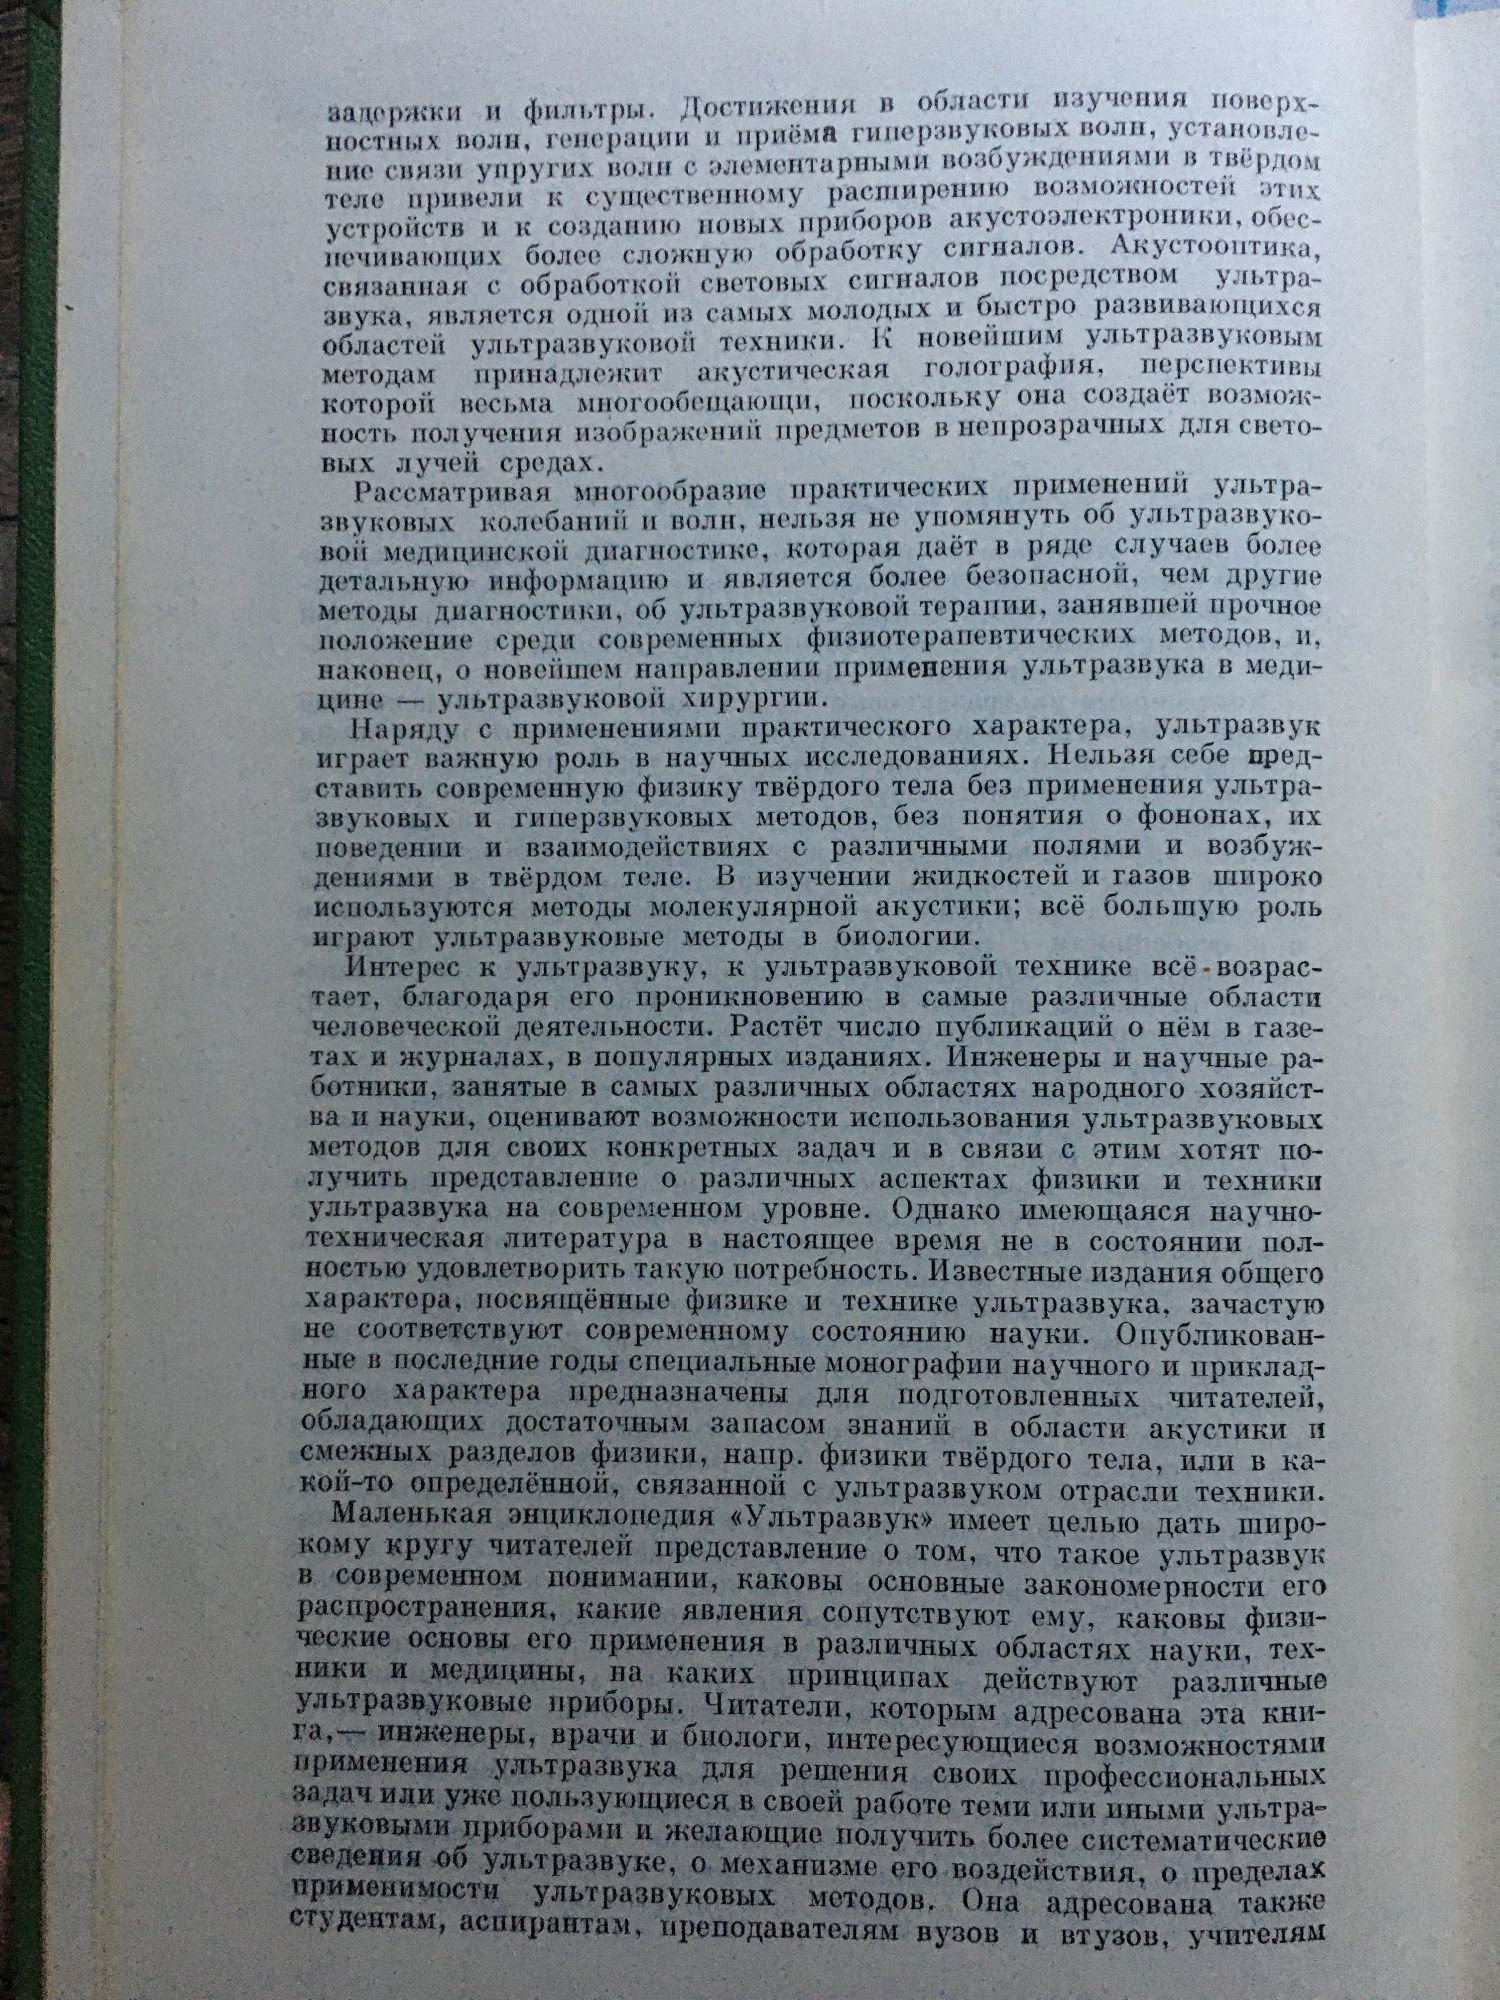 задержки и фильтры. Достижения в области изучения поверх-
ностных волн, генерации и приёма гиперзвуковых волн, установле-
ние связи упругих волн с элементарными возбуждениями в твёрдом
теле привели к существенному расширению возможностей этих
устройств и к созданию новых приборов акустоэлектроники, обес-
печивающих более сложную обработку сигналов. Акустооптика,
связанная с обработкой световых сигналов посредством ультра-
звука, является одной из самых молодых и быстро развивающихся
областей ультразвуковой техники. К новейшим ультразвуковым
методам принадлежит акустическая голография, перспективы
которой весьма многообещающи, поскольку она создаёт возмож-
ность получения изображений предметов в непрозрачных для свето-
вых лучей средах.
Рассматривая многообразие практических применений ультра-
звуковых колебаний и волн, нельзя не упомянуть об ультразвуко-
вой медицинской диагностике, которая даёт в ряде случаев более
детальную информацию и является более безопасной, чем другие
методы диагностики, об ультразвуковой терапии, занявшей прочное
положение среди современных физиотерапевтических методов, и,
наконец, о новейшем направлении применения ультразвука в меди-
цине — ультразвуковой хирургии.
Наряду с применениями практического характера, ультразвук
играет важную роль в научных исследованиях. Нельзя себе пред-
ставить современную физику твёрдого тела без применения ультра-
звуковых и гиперзвуковых методов, без понятия о фононах, их
поведении и взаимодействиях с различными полями и возбуж-
дениями в твёрдом теле. В изучении жидкостей и газов широко
используются методы молекулярной акустики; всё большую роль
играют ультразвуковые методы в биологии.
Интерес к ультразвуку, к ультразвуковой технике всё возрас-
тает, благодаря его проникновению в самые различные области
человеческой деятельности. Растёт число публикаций о нём в газе-
тах и журналах, в популярных изданиях. Инженеры и научные ра-
ботники, занятые в самых различных областях народного хозяйст-
ва и науки, оценивают возможности использования ультразвуковых
методов для своих конкретных задач и в связи с этим хотят по-
лучить представление о различных аспектах физики и техники
ультразвука на современном уровне. Однако имеющаяся научно-
техническая литература в настоящее время не в состоянии пол-
ностью удовлетворить такую потребность. Известные издания общего
характера, посвящённые физике и технике ультразвука, зачастую
не соответствуют современному состоянию науки. Опубликован-
ные в последние годы специальные монографии научного и приклад-
ного характера предназначены для подготовленных читателей,
обладающих достаточным запасом знаний в области акустики и
смежных разделов физики, напр. физики твёрдого тела, или в ка-
кой-то определённой, связанной с ультразвуком отрасли техники.
Маленькая энциклопедия «Ультразвук» имеет целью дать широ-
кому кругу читателей представление о том, что такое ультразвук
в современном понимании, каковы основные закономерности его
распространения, какие явления сопутствуют ему, каковы физи-
ческие основы его применения в различных областях науки, тех-
ники и медицины, на каких принципах действуют различные
ультразвуковые приборы. Читатели, которым адресована эта кни-
га,— инженеры, врачи и биологи, интересующиеся возможностями
применения ультразвука для решения своих профессиональных
задач или уже пользующиеся в своей работе теми или иными ультра-
звуковыми приборами и желающие получить более систематические
сведения об ультразвуке, о механизме его воздействия, о пределах
применимости ультразвуковых методов. Она адресована также
студентам, аспирантам, преподавателям вузов и втузов, учителям